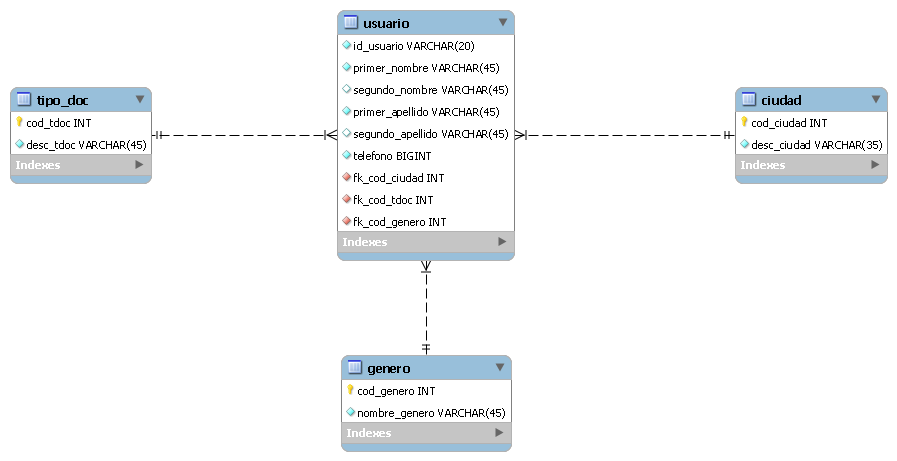 usuario
id_usuario VARCHAR(20)
primer_nombre VARCHAR(45)
segundo_nombre VARCHAR(45)
primer_apellido VARCHAR(45)
segundo_apellido VARCHAR(45)
telefono BIGINT
fk_cod_ciudad INT
fk_cod_tdoc INT
fk_cod_genero INT
Indexes
tipo_doc
cod_tdoc INT
desc_tdoc VARCHAR(45)
Indexes
ciudad
cod_ciudad INT
desc_ciudad VARCHAR(35)
Indexes
genero
cod_genero INT
nombre_genero VARCHAR(45)
Indexes